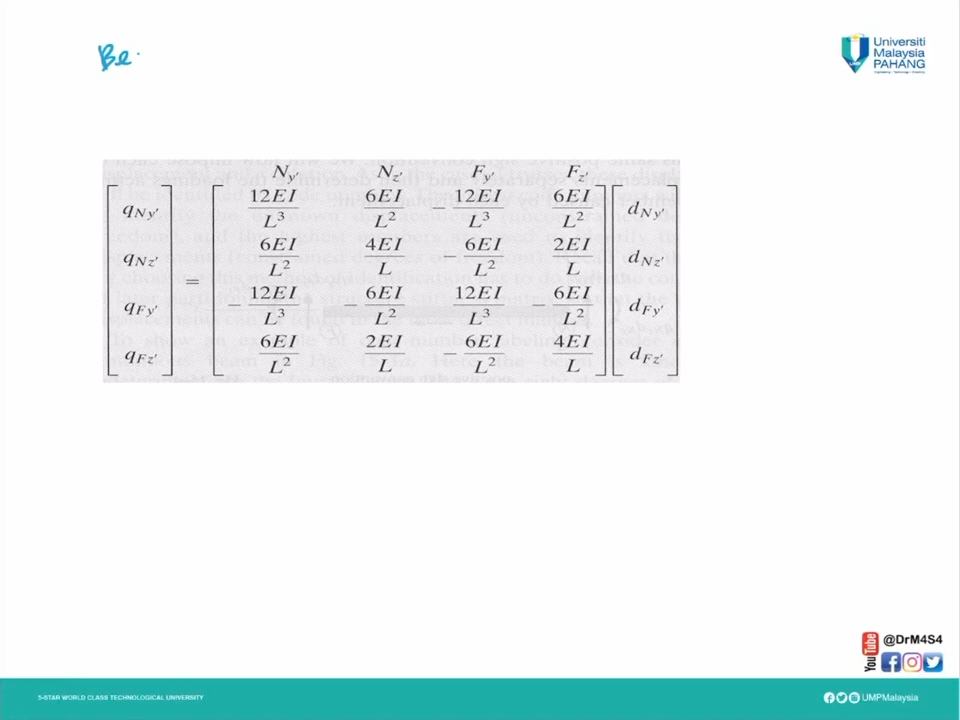 Be
Universiti
Malaysia
PAHANG
N_y' N_z' F_y' F_z'
q_Ny' 12EI/L³ 6EI/L² − 12EI/L³ 6EI/L² d_Ny'
q_Nz' 6EI/L² 4EI/L − 6EI/L² 2EI/L d_Nz'
=
q_Fy' − 12EI/L³ − 6EI/L² 12EI/L³ − 6EI/L² d_Fy'
q_Fz' 6EI/L² 2EI/L − 6EI/L² 4EI/L d_Fz'
YouTube
@DrM4S4
5-STAR WORLD CLASS TECHNOLOGICAL UNIVERSITY
UMPMalaysia